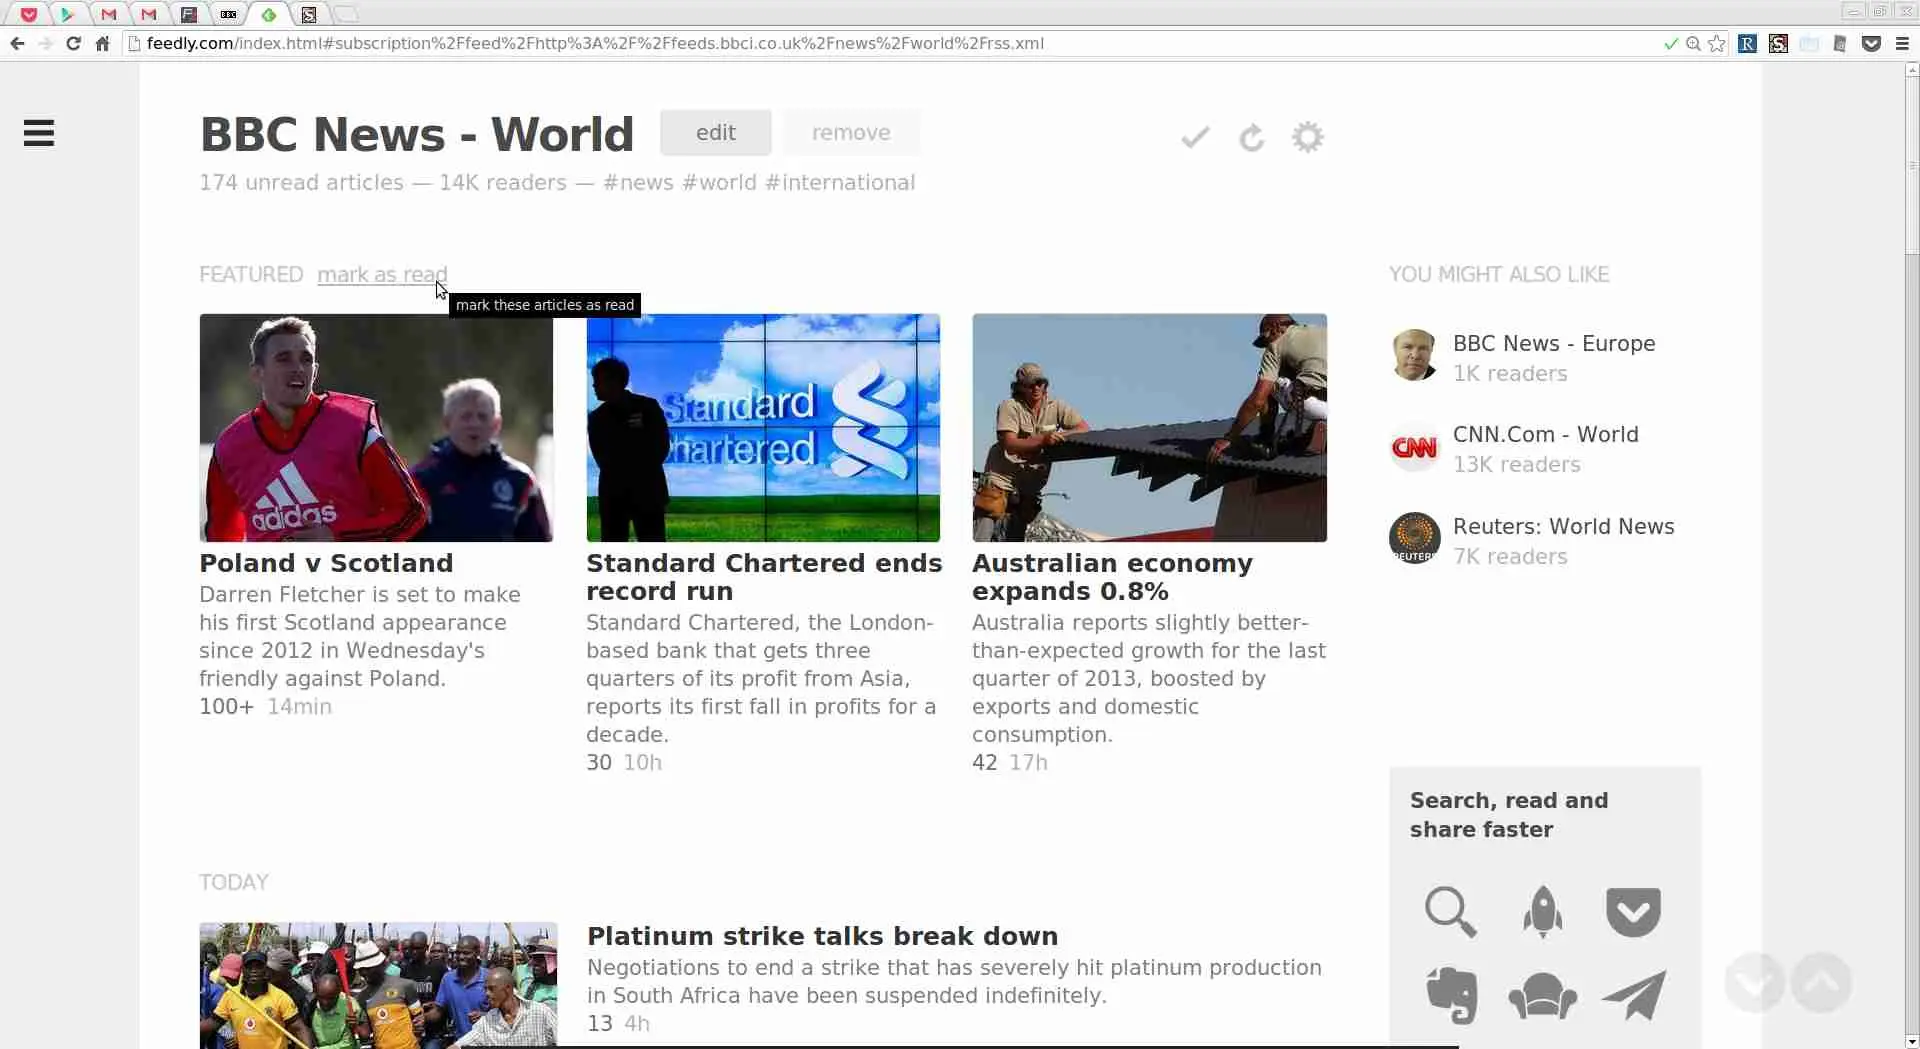 BBC
feedly.com/index.html#subscription%2Ffeed%2Fhttp%3A%2F%2Ffeeds.bbci.co.uk%2Fnews%2Fworld%2Frss.xml
R
S
BBC News - World
edit
remove
174 unread articles — 14K readers — #news #world #international
FEATURED mark as read
mark these articles as read
adidas
Standard
hartered
Poland v Scotland
Darren Fletcher is set to make
his first Scotland appearance
since 2012 in Wednesday's
friendly against Poland.
100+ 14min
Standard Chartered ends
record run
Standard Chartered, the London-
based bank that gets three
quarters of its profit from Asia,
reports its first fall in profits for a
decade.
30 10h
Australian economy
expands 0.8%
Australia reports slightly better-
than-expected growth for the last
quarter of 2013, boosted by
exports and domestic
consumption.
42 17h
YOU MIGHT ALSO LIKE
BBC News - Europe
1K readers
CNN
CNN.Com - World
13K readers
REUTERS
Reuters: World News
7K readers
Search, read and
share faster
TODAY
Platinum strike talks break down
Negotiations to end a strike that has severely hit platinum production
in South Africa have been suspended indefinitely.
13 4h